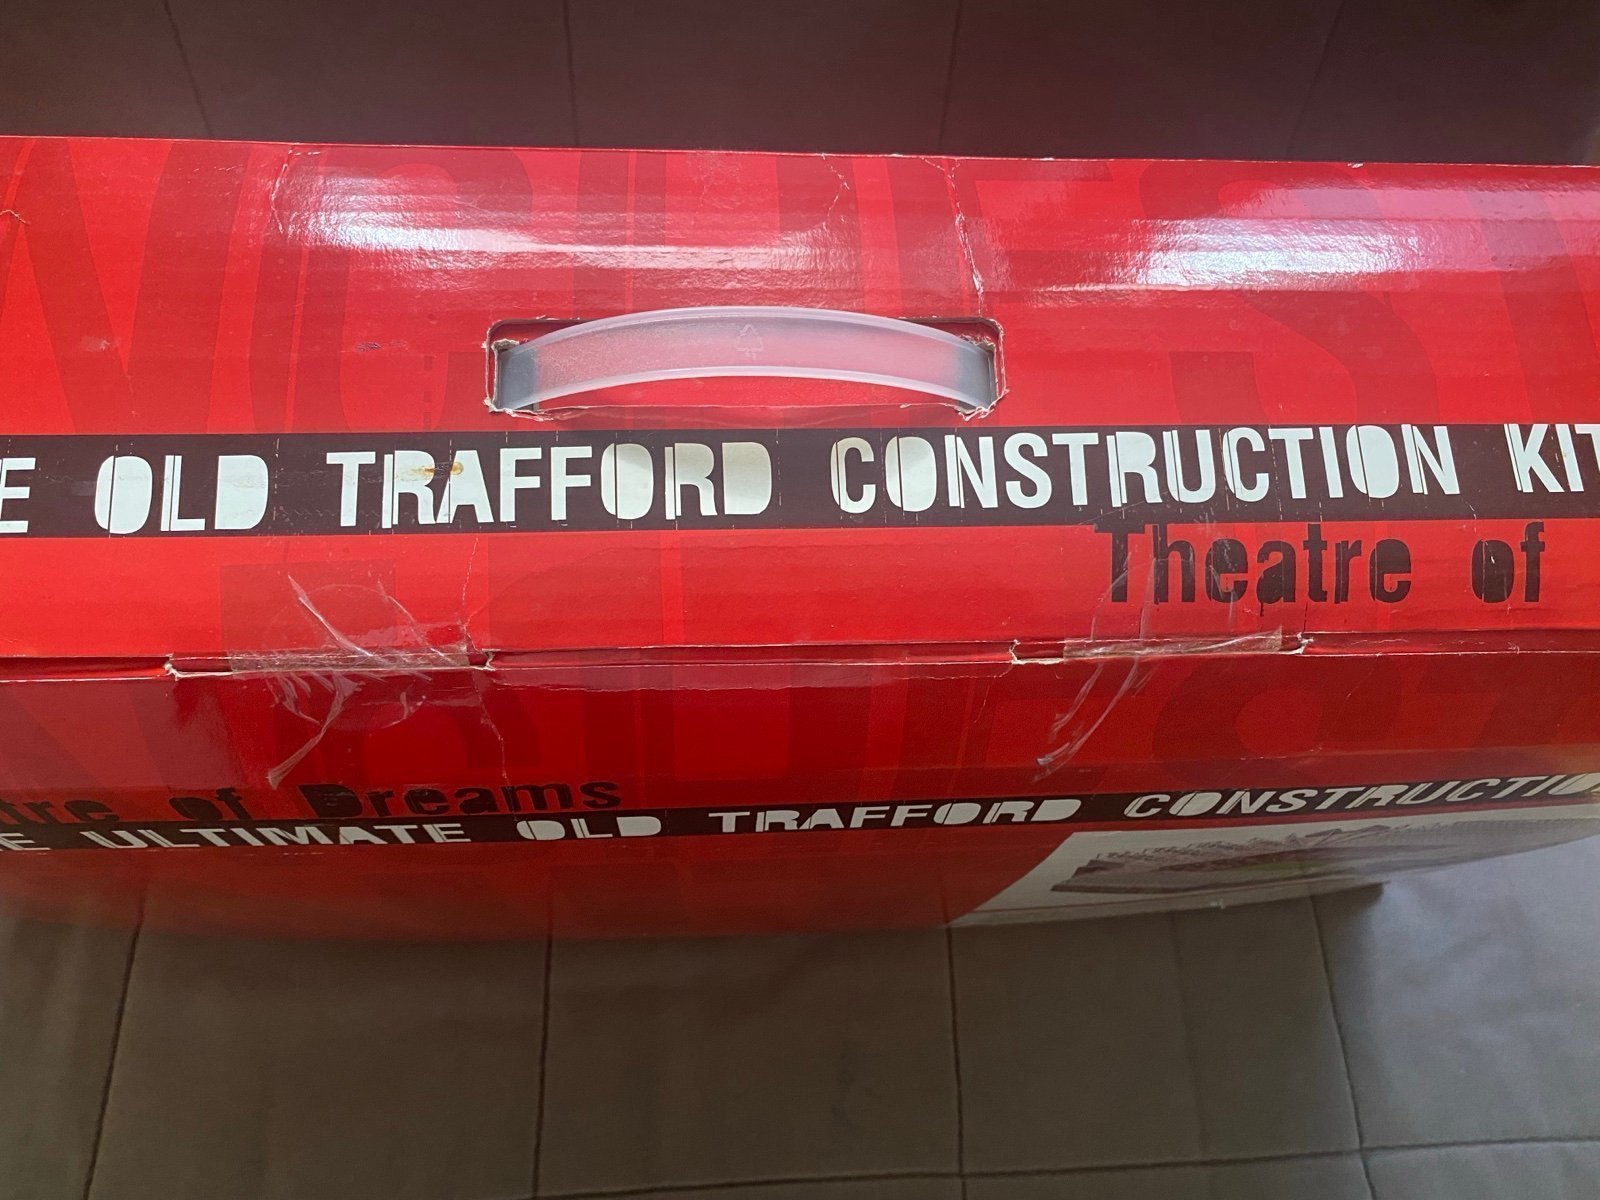 E OLD TRAFFORD CONSTRUCTION KIT
Theatre of
tre of Dreams
E ULTIMATE OLD TRAFFORD CONSTRUCTIO